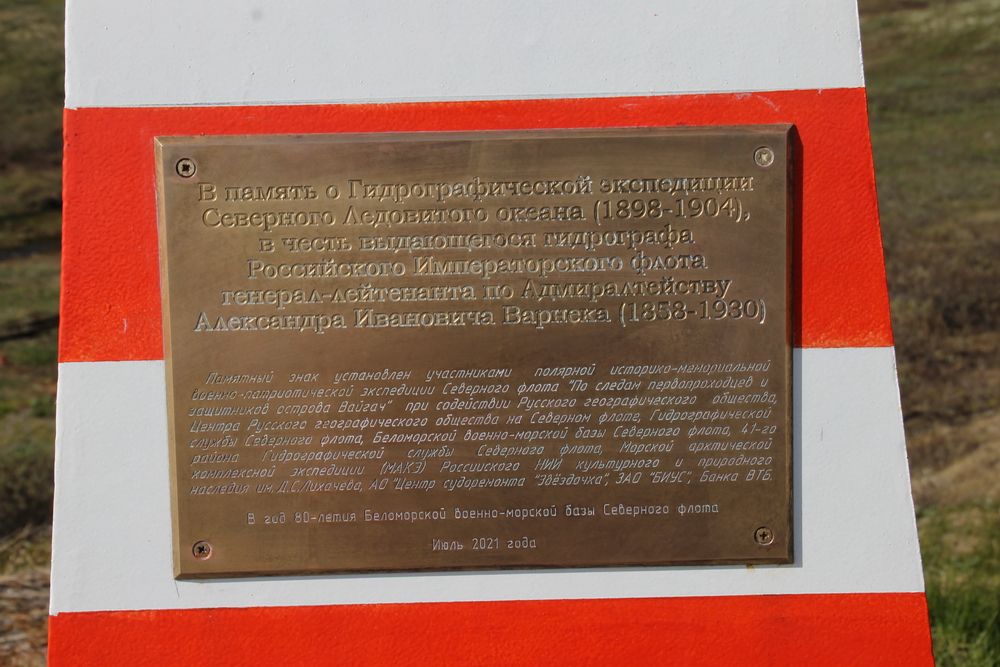 В память о Гидрографической экспедиции
Северного Ледовитого океана (1898-1904),
в честь выдающегося гидрографа
Российского Императорского флота
генерал-лейтенанта по Адмиралтейству
Александра Ивановича Варнека (1858-1930)
Памятный знак установлен участниками полярной историко-мемориальной
военно-патриотической экспедиции Северного флота "По следам первопроходцев и
защитников острова Вайгач" при содействии Русского географического общества,
Центра Русского географического общества на Северном флоте, Гидрографической
службы Северного флота, Беломорской военно-морской базы Северного флота, 41-го
района Гидрографической службы Северного флота, Морской арктической
комплексной экспедиции (МАКЭ) Российского НИИ культурного и природного
наследия им. Д.С.Лихачева, АО "Центр судоремонта "Звёздочка", ЗАО "БИУС", Банка ВТБ.
В год 80-летия Беломорской военно-морской базы Северного флота
Июль 2021 года